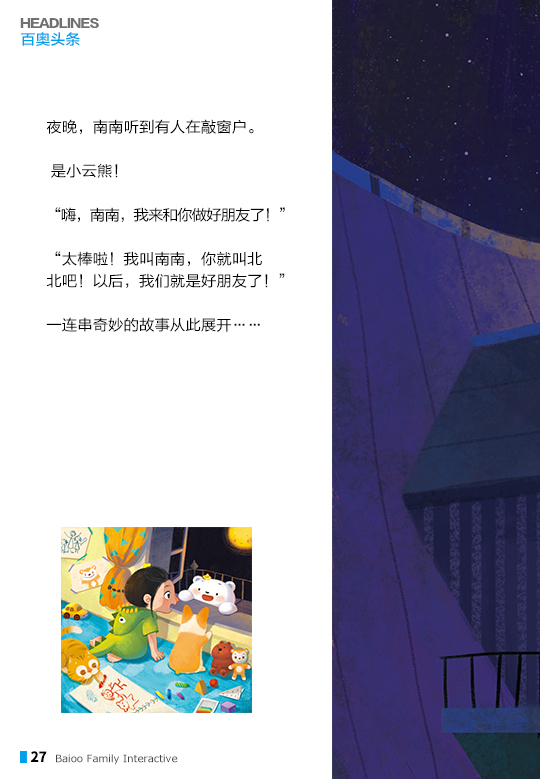 HEADLINES
百奥头条
夜晚，南南听到有人在敲窗户。
是小云熊！
“嗨，南南，我来和你做好朋友了！”
“太棒啦！我叫南南，你就叫北
北吧！以后，我们就是好朋友了！”
一连串奇妙的故事从此展开……
27 Baioo Family Interactive